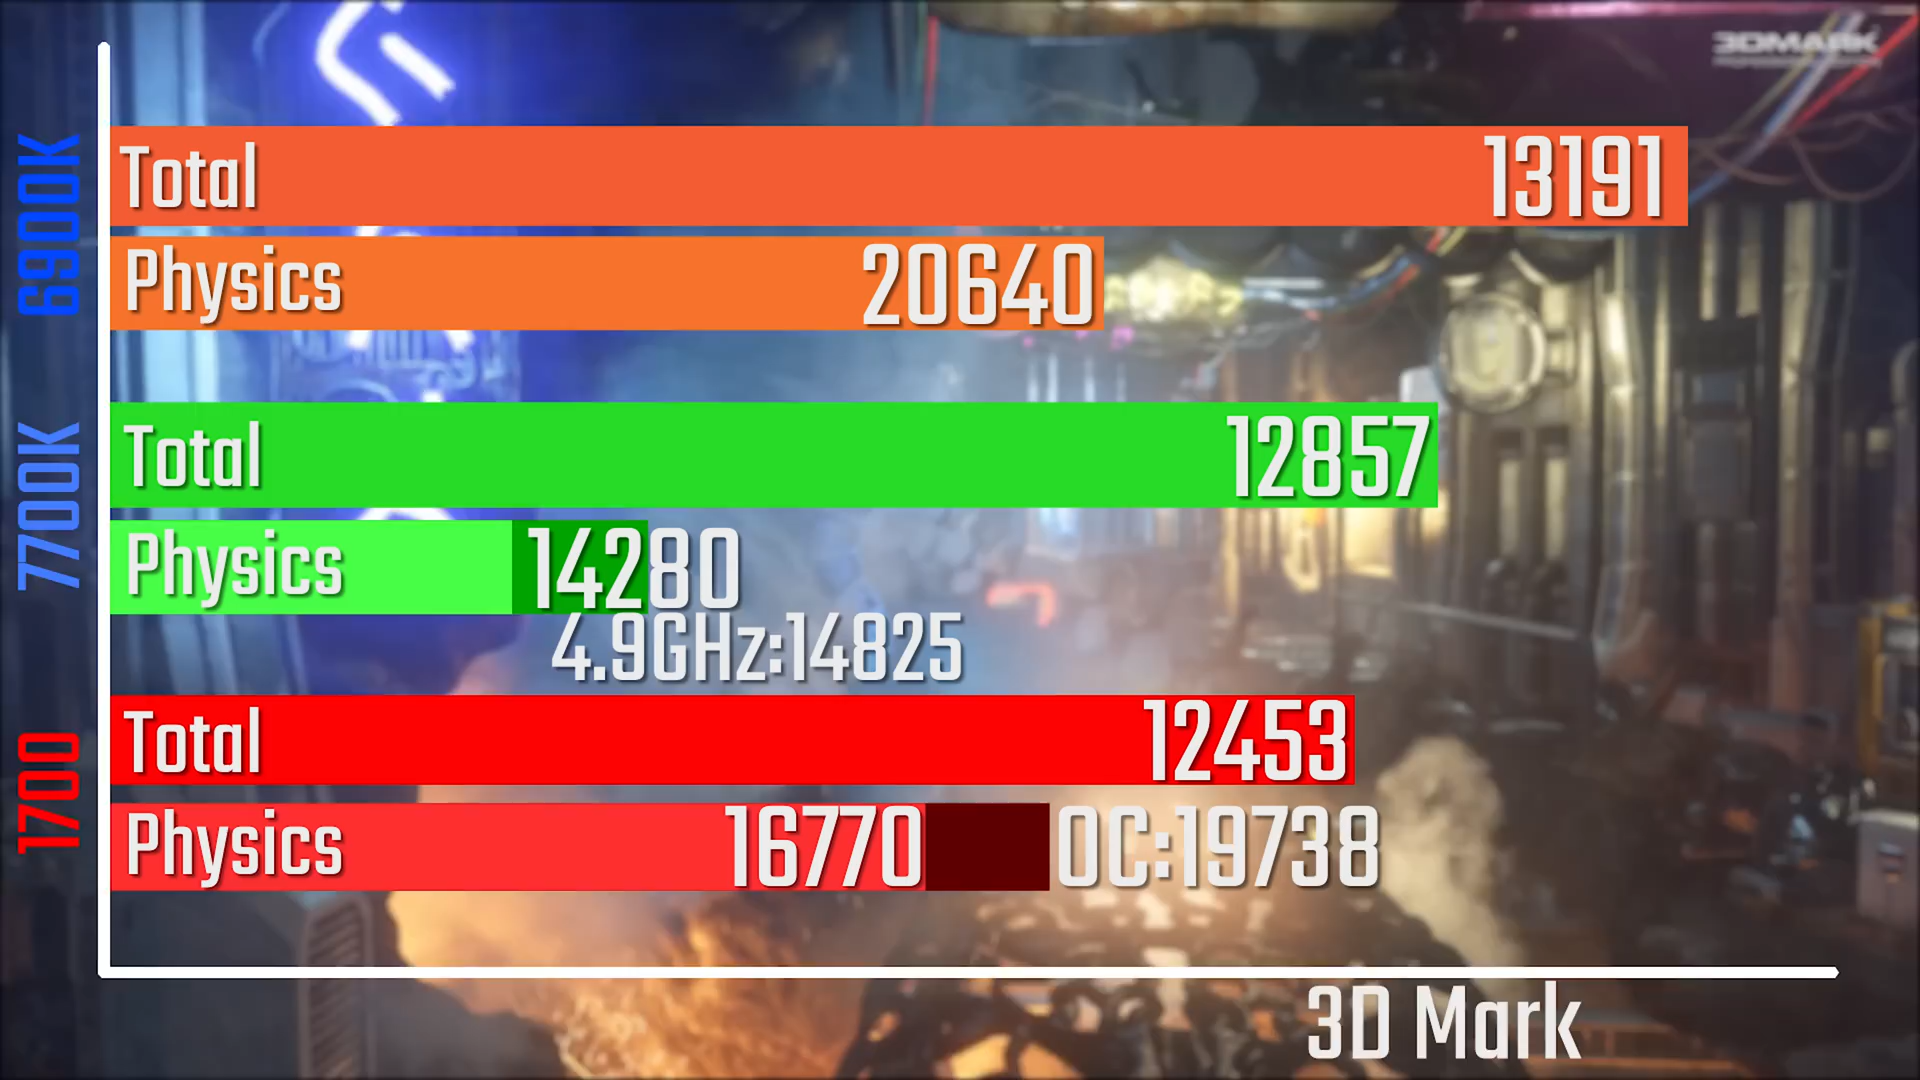 3DMARK
6900K
Total 13191
Physics 20640
7700K
Total 12857
Physics 14280
4.9GHz:14825
1700
Total 12453
Physics 16770 OC:19738
3D Mark